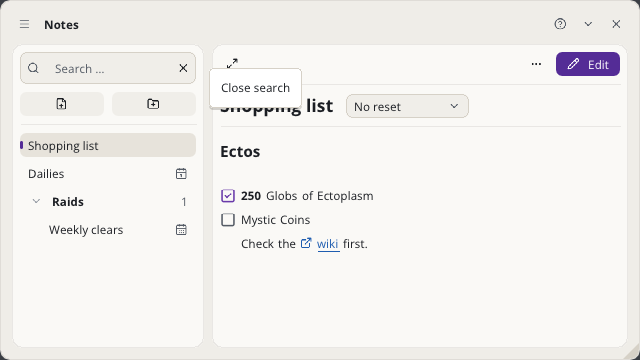 Notes
Search ...
Close search
Edit
Shopping list
No reset
Shopping list
Dailies
Raids 1
Weekly clears
Ectos
250 Globs of Ectoplasm
Mystic Coins
Check the wiki first.